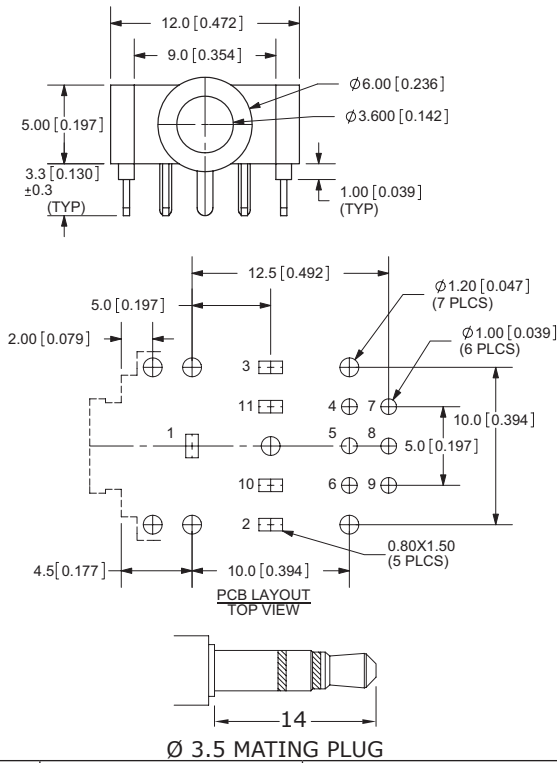 12.0 [0.472]
9.0 [0.354]
Ø6.00 [0.236]
Ø3.600 [0.142]
5.00 [0.197]
3.3 [0.130]
±0.3
(TYP)
1.00 [0.039]
(TYP)
12.5 [0.492]
5.0 [0.197]
2.00 [0.079]
Ø1.20 [0.047]
(7 PLCS)
Ø1.00 [0.039]
(6 PLCS)
3
11
4
7
10.0 [0.394]
1
5
8
5.0 [0.197]
10
6
9
2
0.80X1.50
(5 PLCS)
4.5[0.177]
10.0 [0.394]
PCB LAYOUT
TOP VIEW
14
Ø 3.5 MATING PLUG